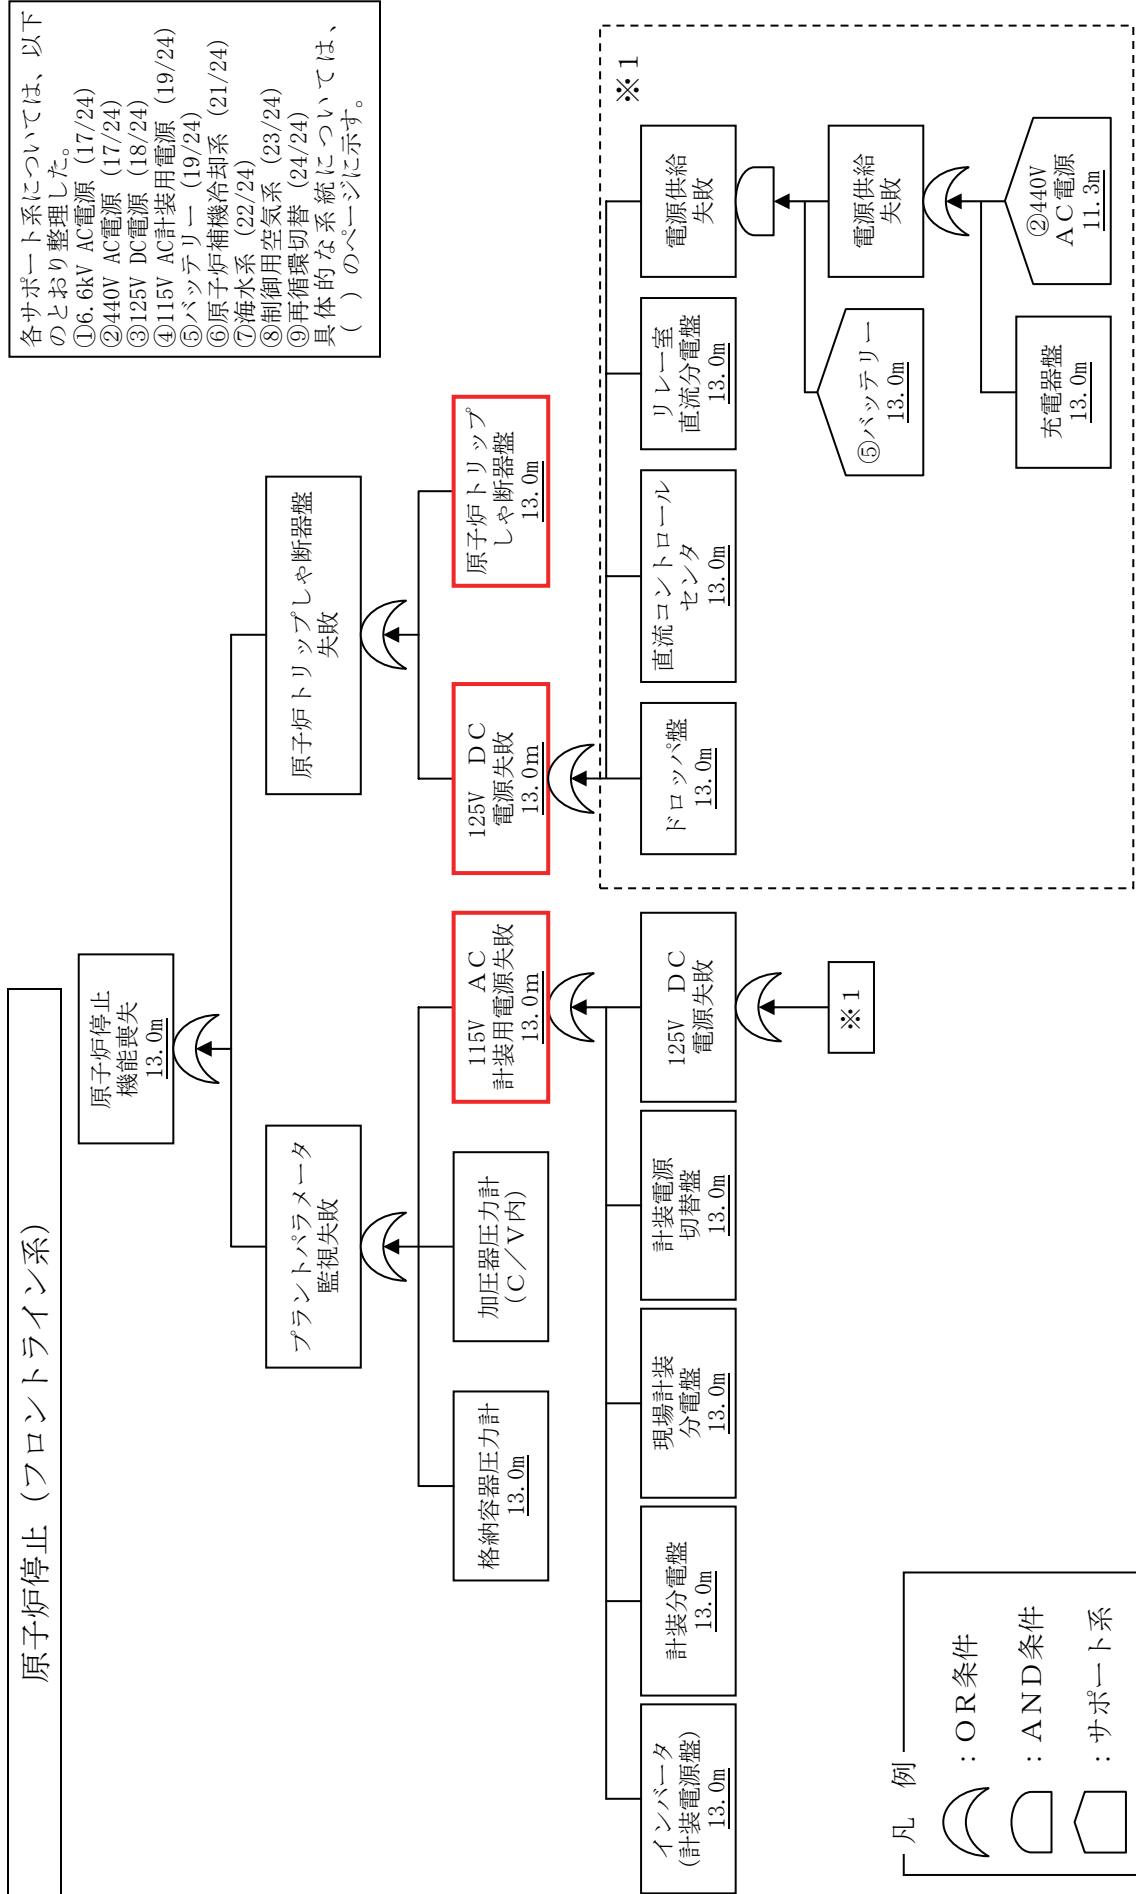 原子炉停止（フロントライン系）
各サポート系については、以下
のとおり整理した。
①6.6kV AC電源 (17/24)
②440V AC電源 (17/24)
③125V DC電源 (18/24)
④115V AC計装用電源 (19/24)
⑤バッテリー (19/24)
⑥原子炉補機冷却系 (21/24)
⑦海水系 (22/24)
⑧制御用空気系 (23/24)
⑨再循環切替 (24/24)
具体的な系統については、
( ) のページに示す。
原子炉停止
機能喪失
13.0m
プラントパラメータ
監視失敗
原子炉トリップしゃ断器盤
失敗
格納容器圧力計
13.0m
加圧器圧力計
(C／V内)
115V AC
計装用電源失敗
13.0m
125V DC
電源失敗
13.0m
原子炉トリップ
しゃ断器盤
13.0m
インバータ
(計装電源盤)
13.0m
計装分電盤
13.0m
現場計装
分電盤
13.0m
計装電源
切替盤
13.0m
125V DC
電源失敗
※1
※1
ドロッパ盤
13.0m
直流コントロール
センタ
13.0m
リレー室
直流分電盤
13.0m
電源供給
失敗
⑤バッテリー
13.0m
電源供給
失敗
充電器盤
13.0m
②440V
AC電源
11.3m
凡例
：OR条件
：AND条件
：サポート系